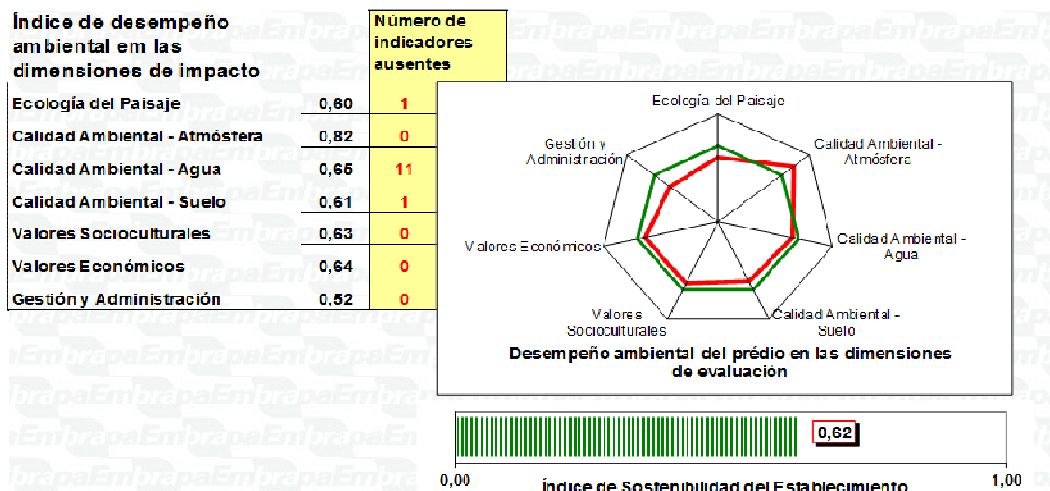 Índice de desempeño
ambiental em las
dimensiones de impacto
Número de
indicadores
ausentes
Ecología del Paisaje 0,60 1
Calidad Ambiental - Atmósfera 0,82 0
Calidad Ambiental - Agua 0,66 11
Calidad Ambiental - Suelo 0,61 1
Valores Socioculturales 0,63 0
Valores Económicos 0,64 0
Gestión y Administración 0,52 0
Ecología del Paisaje
Gestión y
Administración
Calidad Ambiental -
Atmósfera
Valores Económicos
Calidad Ambiental -
Agua
Valores
Socioculturales
Calidad Ambiental -
Suelo
Desempeño ambiental del prédio en las dimensiones
de evaluación
0,62
0,00
1,00
Índice de Sostenibilidad del Establecimiento
Embrapa